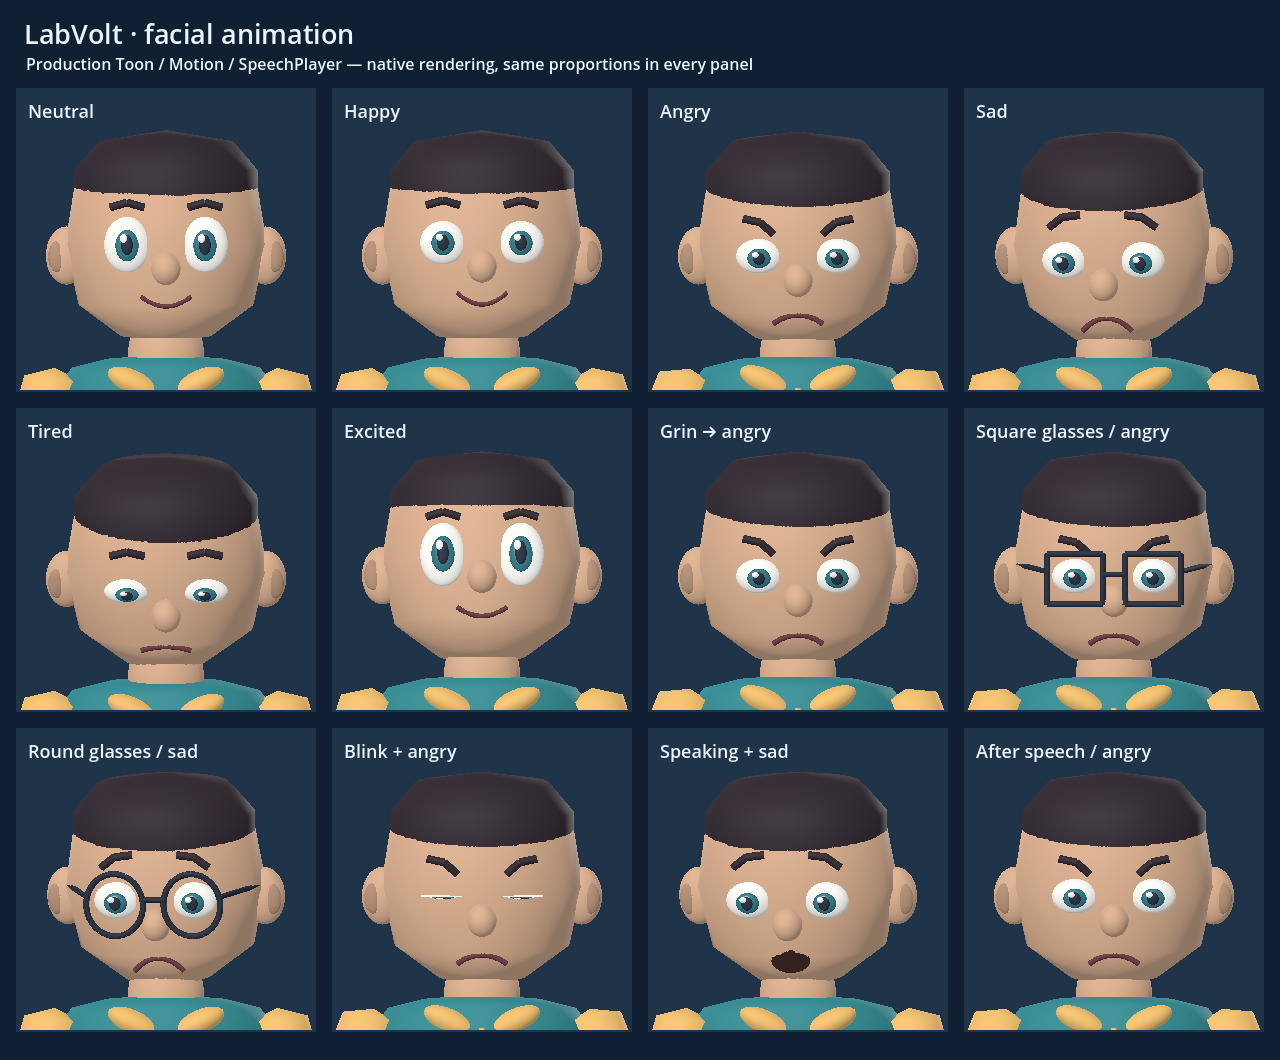 LabVolt · facial animation
Production Toon / Motion / SpeechPlayer — native rendering, same proportions in every panel
Neutral
Happy
Angry
Sad
Tired
Excited
Grin → angry
Square glasses / angry
Round glasses / sad
Blink + angry
Speaking + sad
After speech / angry